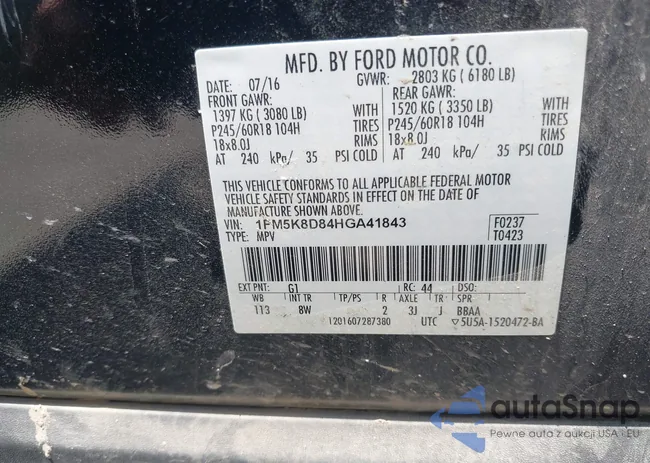 MFD. BY FORD MOTOR CO.
DATE: 07/16 GVWR: 2803 KG ( 6180 LB)
FRONT GAWR: REAR GAWR:
1397 KG ( 3080 LB) WITH 1520 KG ( 3350 LB) WITH
P245/60R18 104H TIRES P245/60R18 104H TIRES
18x8.0J RIMS 18x8.0J RIMS
AT 240 kPa/ 35 PSI COLD AT 240 kPa/ 35 PSI COLD
THIS VEHICLE CONFORMS TO ALL APPLICABLE FEDERAL MOTOR
VEHICLE SAFETY STANDARDS IN EFFECT ON THE DATE OF
MANUFACTURE SHOWN ABOVE.
VIN: 1FM5K8D84HGA41843 F0237
TYPE: MPV T0423
EXT PNT: G1 RC: 44 DSO:
WB INT TR TP/PS R AXLE TR SPR
113 8W 2 3J J BBAA
1201607287380 UTC ▽5U5A-1520472-BA
autoSnap
Pewne auta z aukcji USA i EU